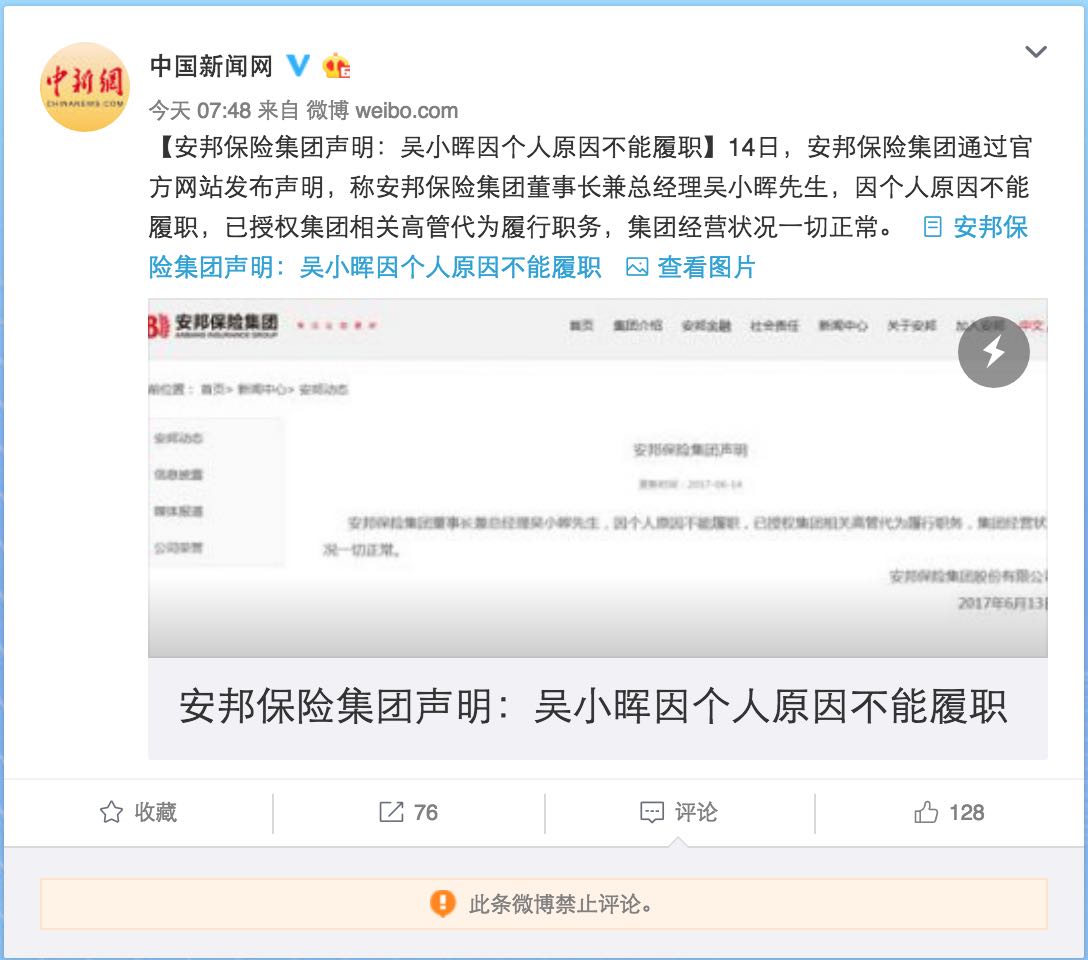 中新網
CHINANEWS.COM
中国新闻网
今天 07:48 来自 微博 weibo.com
【安邦保险集团声明：吴小晖因个人原因不能履职】14日，安邦保险集团通过官
方网站发布声明，称安邦保险集团董事长兼总经理吴小晖先生，因个人原因不能
履职，已授权集团相关高管代为履行职务，集团经营状况一切正常。 安邦保
险集团声明：吴小晖因个人原因不能履职 查看图片
安邦保险集团
ANBANG INSURANCE GROUP
首页 集团介绍 安邦金融 社会责任 新闻中心 关于安邦 加入安邦 中文
前位置：首页> 新闻中心> 安邦动态
安邦动态
信息披露
媒体报道
公司荣誉
安邦保险集团声明
更新时间：2017-06-14
安邦保险集团董事长兼总经理吴小晖先生，因个人原因不能履职，已授权集团相关高管代为履行职务，集团经营状
况一切正常。
安邦保险集团股份有限公
2017年6月13
安邦保险集团声明：吴小晖因个人原因不能履职
收藏 76 评论 128
此条微博禁止评论。